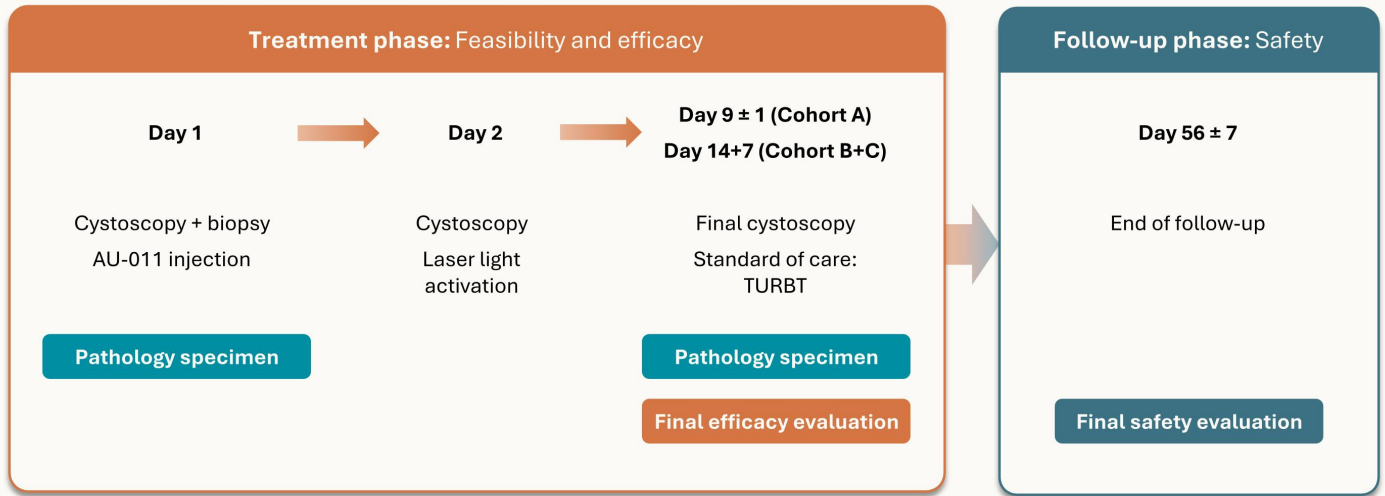 Treatment phase: Feasibility and efficacy
Follow-up phase: Safety
Day 1
Day 2
Day 9 ± 1 (Cohort A)
Day 14+7 (Cohort B+C)
Day 56 ± 7
Cystoscopy + biopsy
AU-011 injection
Cystoscopy
Laser light
activation
Final cystoscopy
Standard of care:
TURBT
End of follow-up
Pathology specimen
Pathology specimen
Final efficacy evaluation
Final safety evaluation